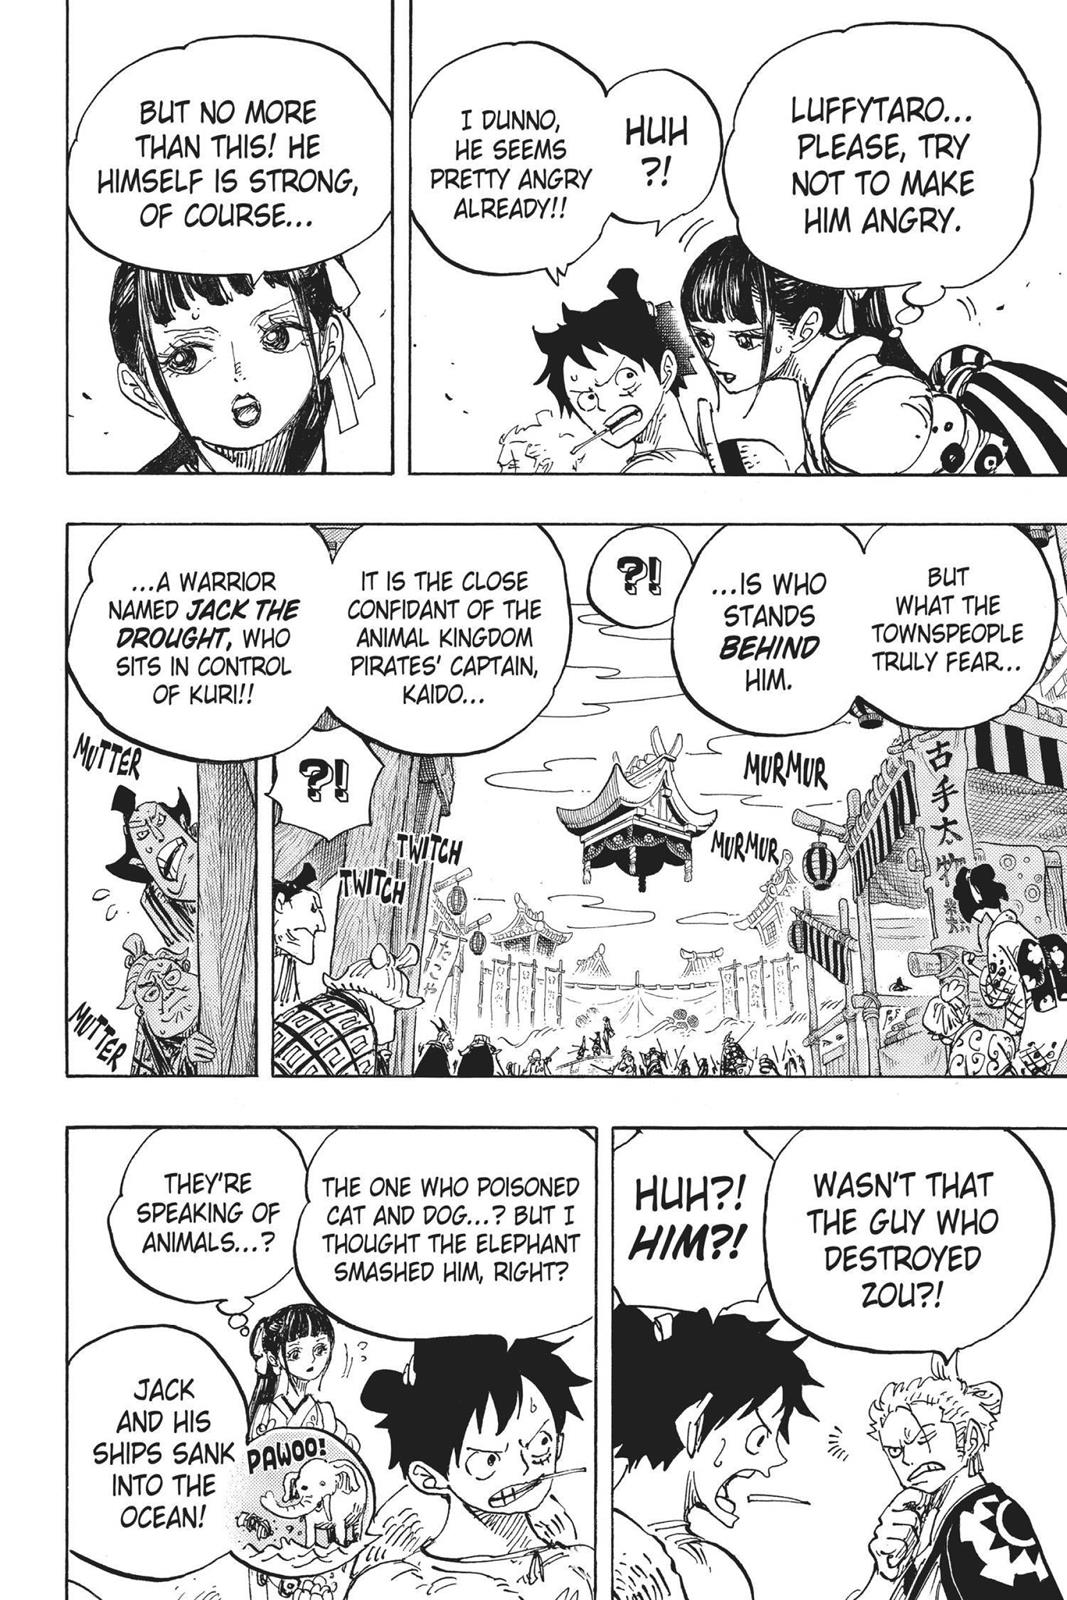 LUFFYTARO...
PLEASE, TRY
NOT TO MAKE
HIM ANGRY.
HUH
?!
I DUNNO,
HE SEEMS
PRETTY ANGRY
ALREADY!!
BUT NO MORE
THAN THIS! HE
HIMSELF IS STRONG,
OF COURSE...
BUT
WHAT THE
TOWNSPEOPLE
TRULY FEAR...
...IS WHO
STANDS
BEHIND
HIM.
?!
MURMUR
MURMUR
古手太物
IT IS THE CLOSE
CONFIDANT OF THE
ANIMAL KINGDOM
PIRATES' CAPTAIN,
KAIDO...
?!
TWITCH
TWITCH
...A WARRIOR
NAMED JACK THE
DROUGHT, WHO
SITS IN CONTROL
OF KURI!!
MUTTER
MUTTER
WASN'T THAT
THE GUY WHO
DESTROYED
ZOU?!
HUH?!
HIM?!
THE ONE WHO POISONED
CAT AND DOG...? BUT I
THOUGHT THE ELEPHANT
SMASHED HIM, RIGHT?
THEY'RE
SPEAKING OF
ANIMALS...?
JACK
AND HIS
SHIPS SANK
INTO THE
OCEAN!
PAWOO!